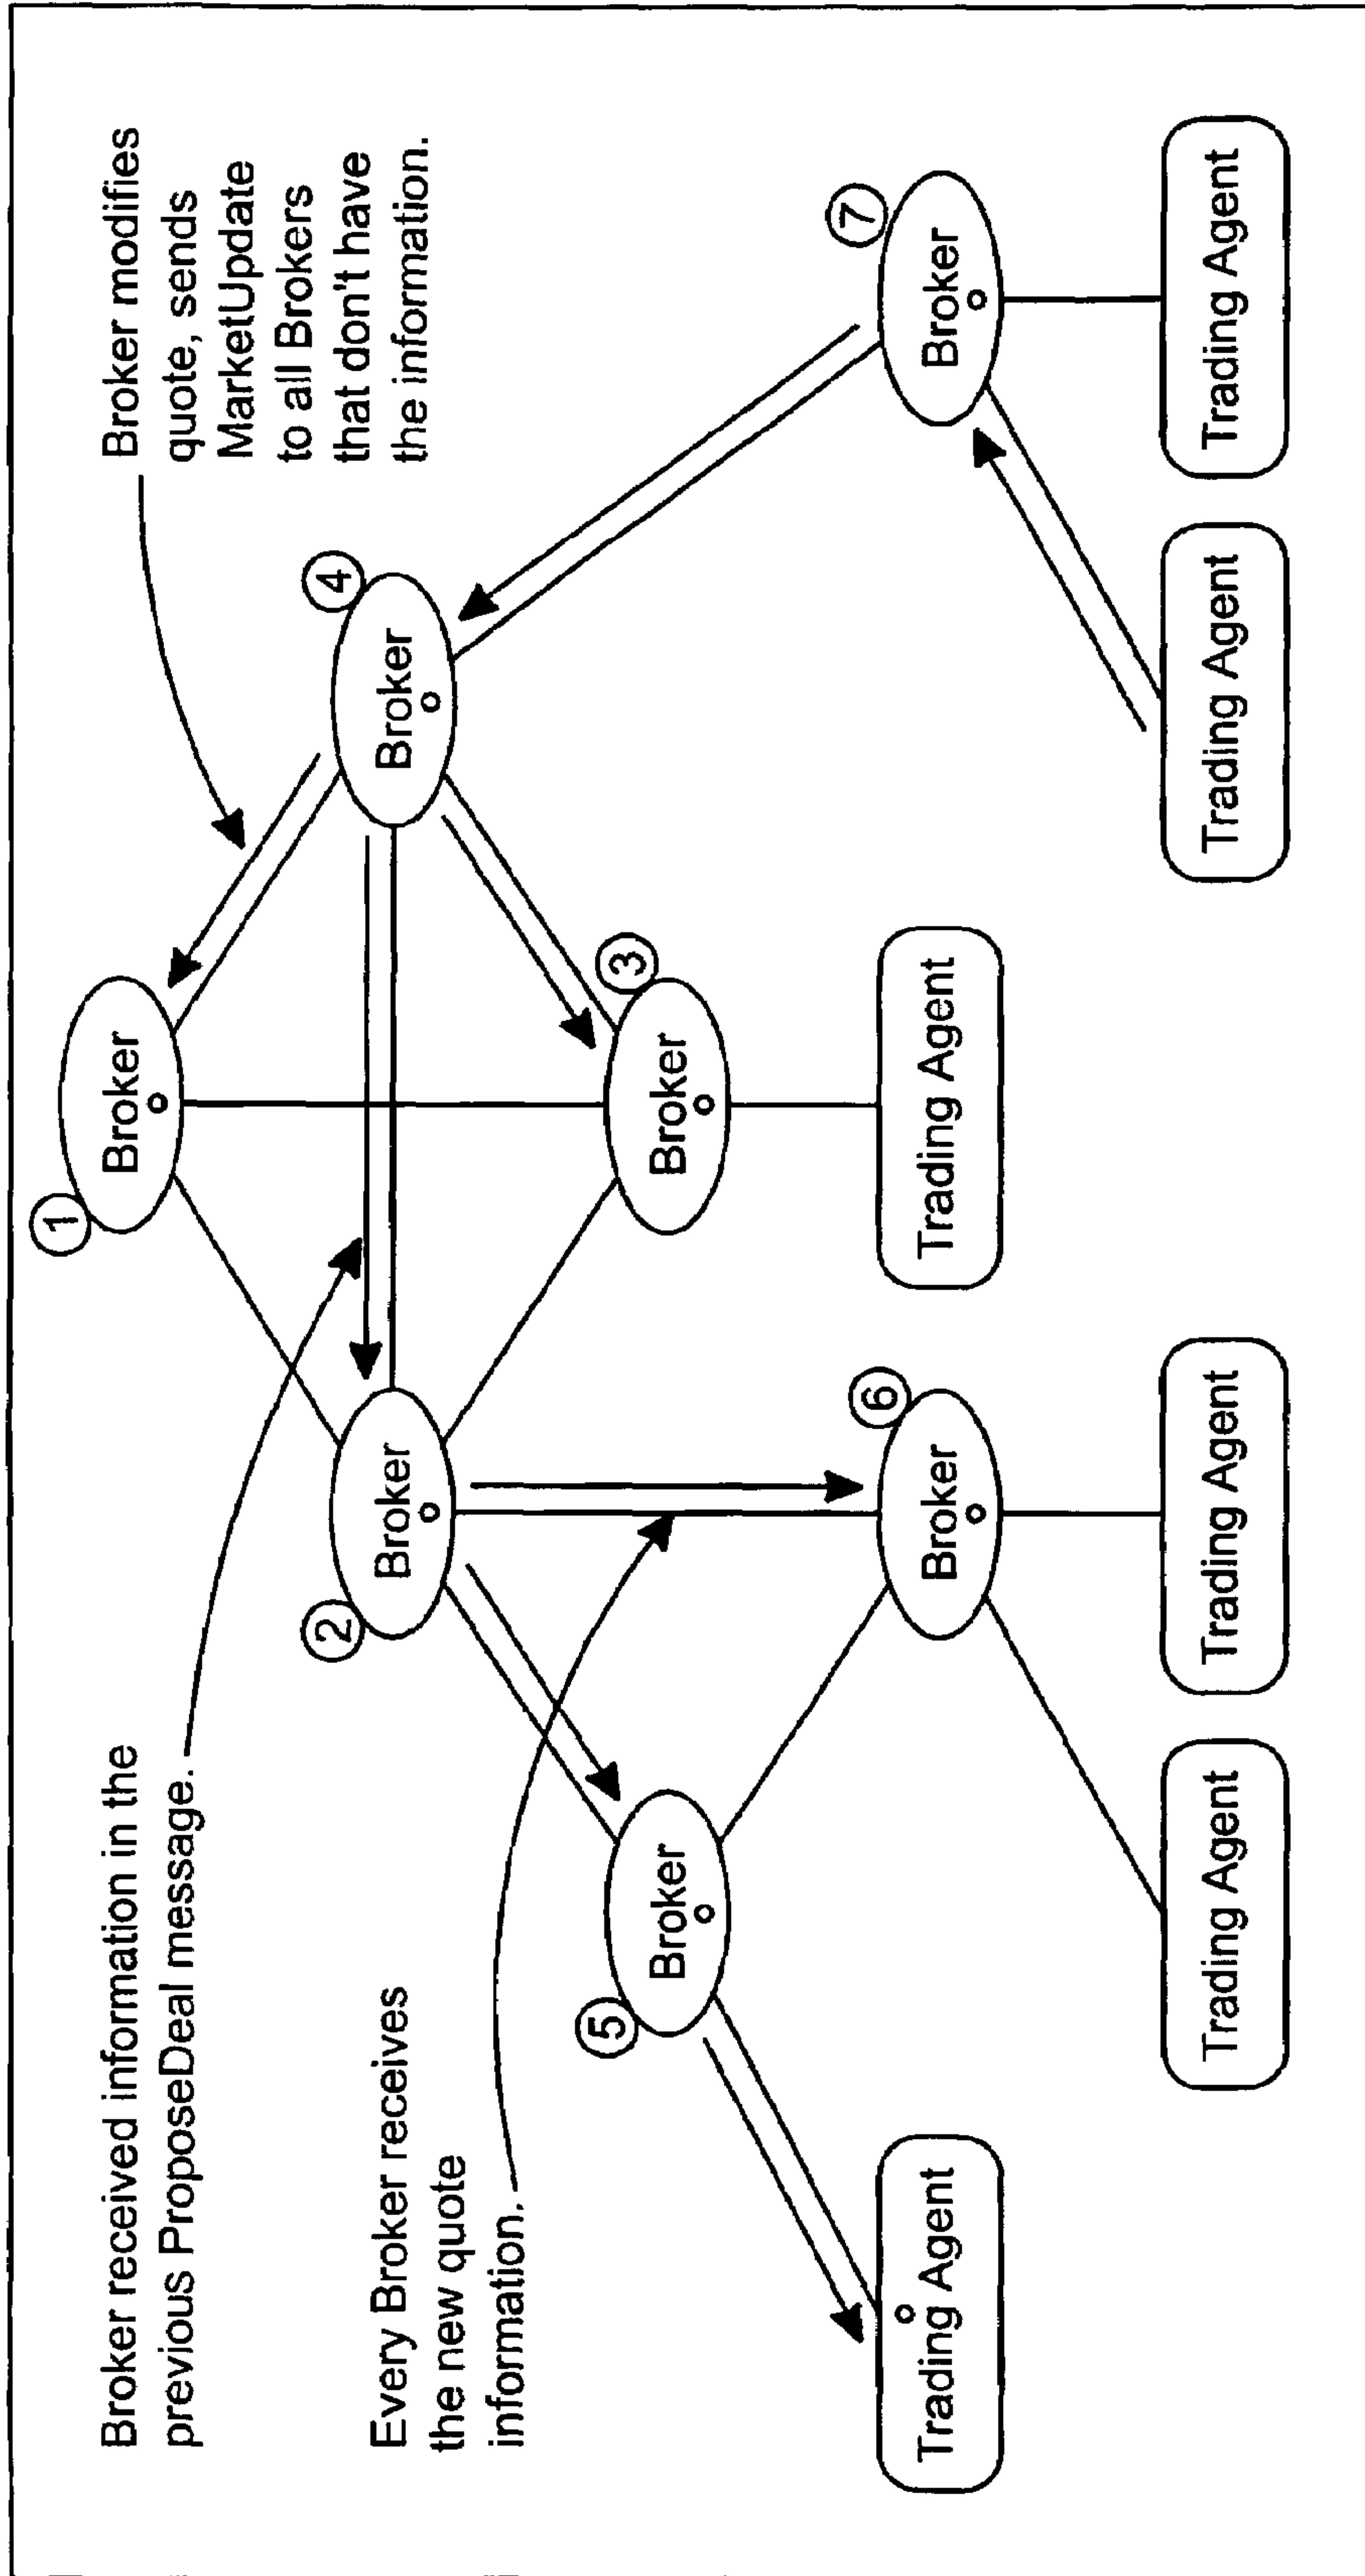 Broker received information in the
previous ProposeDeal message.
Every Broker receives
the new quote
information.
Broker modifies
quote, sends
MarketUpdate
to all Brokers
that don't have
the information.
1
Broker
2
Broker
4
Broker
5
Broker
3
Broker
6
Broker
7
Broker
Trading Agent
Trading Agent
Trading Agent
Trading Agent
Trading Agent
Trading Agent